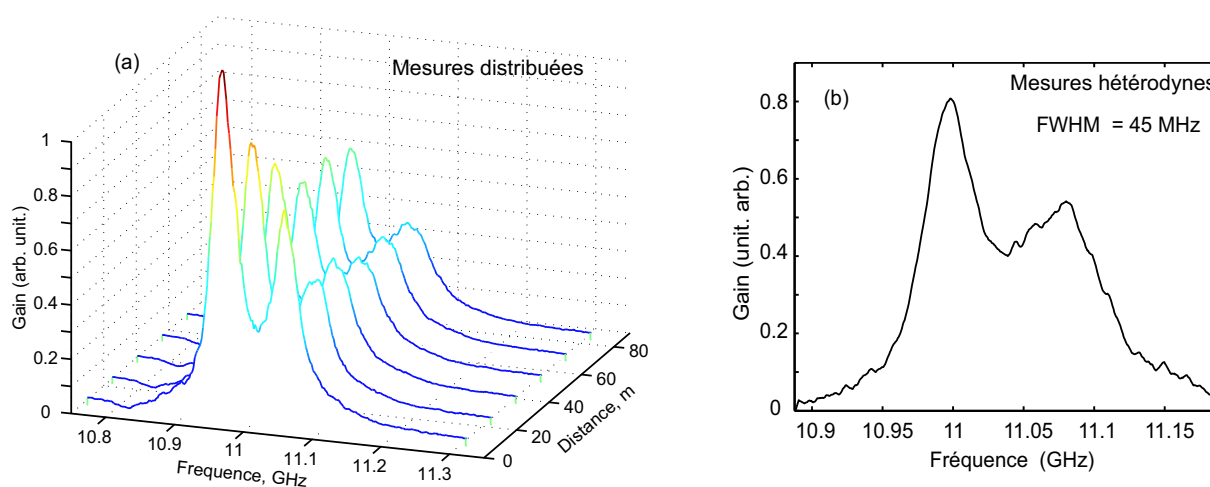 (a)
Mesures distribuées
Gain (arb. unit.)
1
0.8
0.6
0.4
0.2
0
10.8
10.9
11
11.1
11.2
11.3
Frequence, GHz
0
20
40
60
80
Distance, m
(b)
Mesures hétérodynes
FWHM = 45 MHz
Gain (unit. arb.)
0.8
0.6
0.4
0.2
0
10.9
10.95
11
11.05
11.1
11.15
Fréquence (GHz)